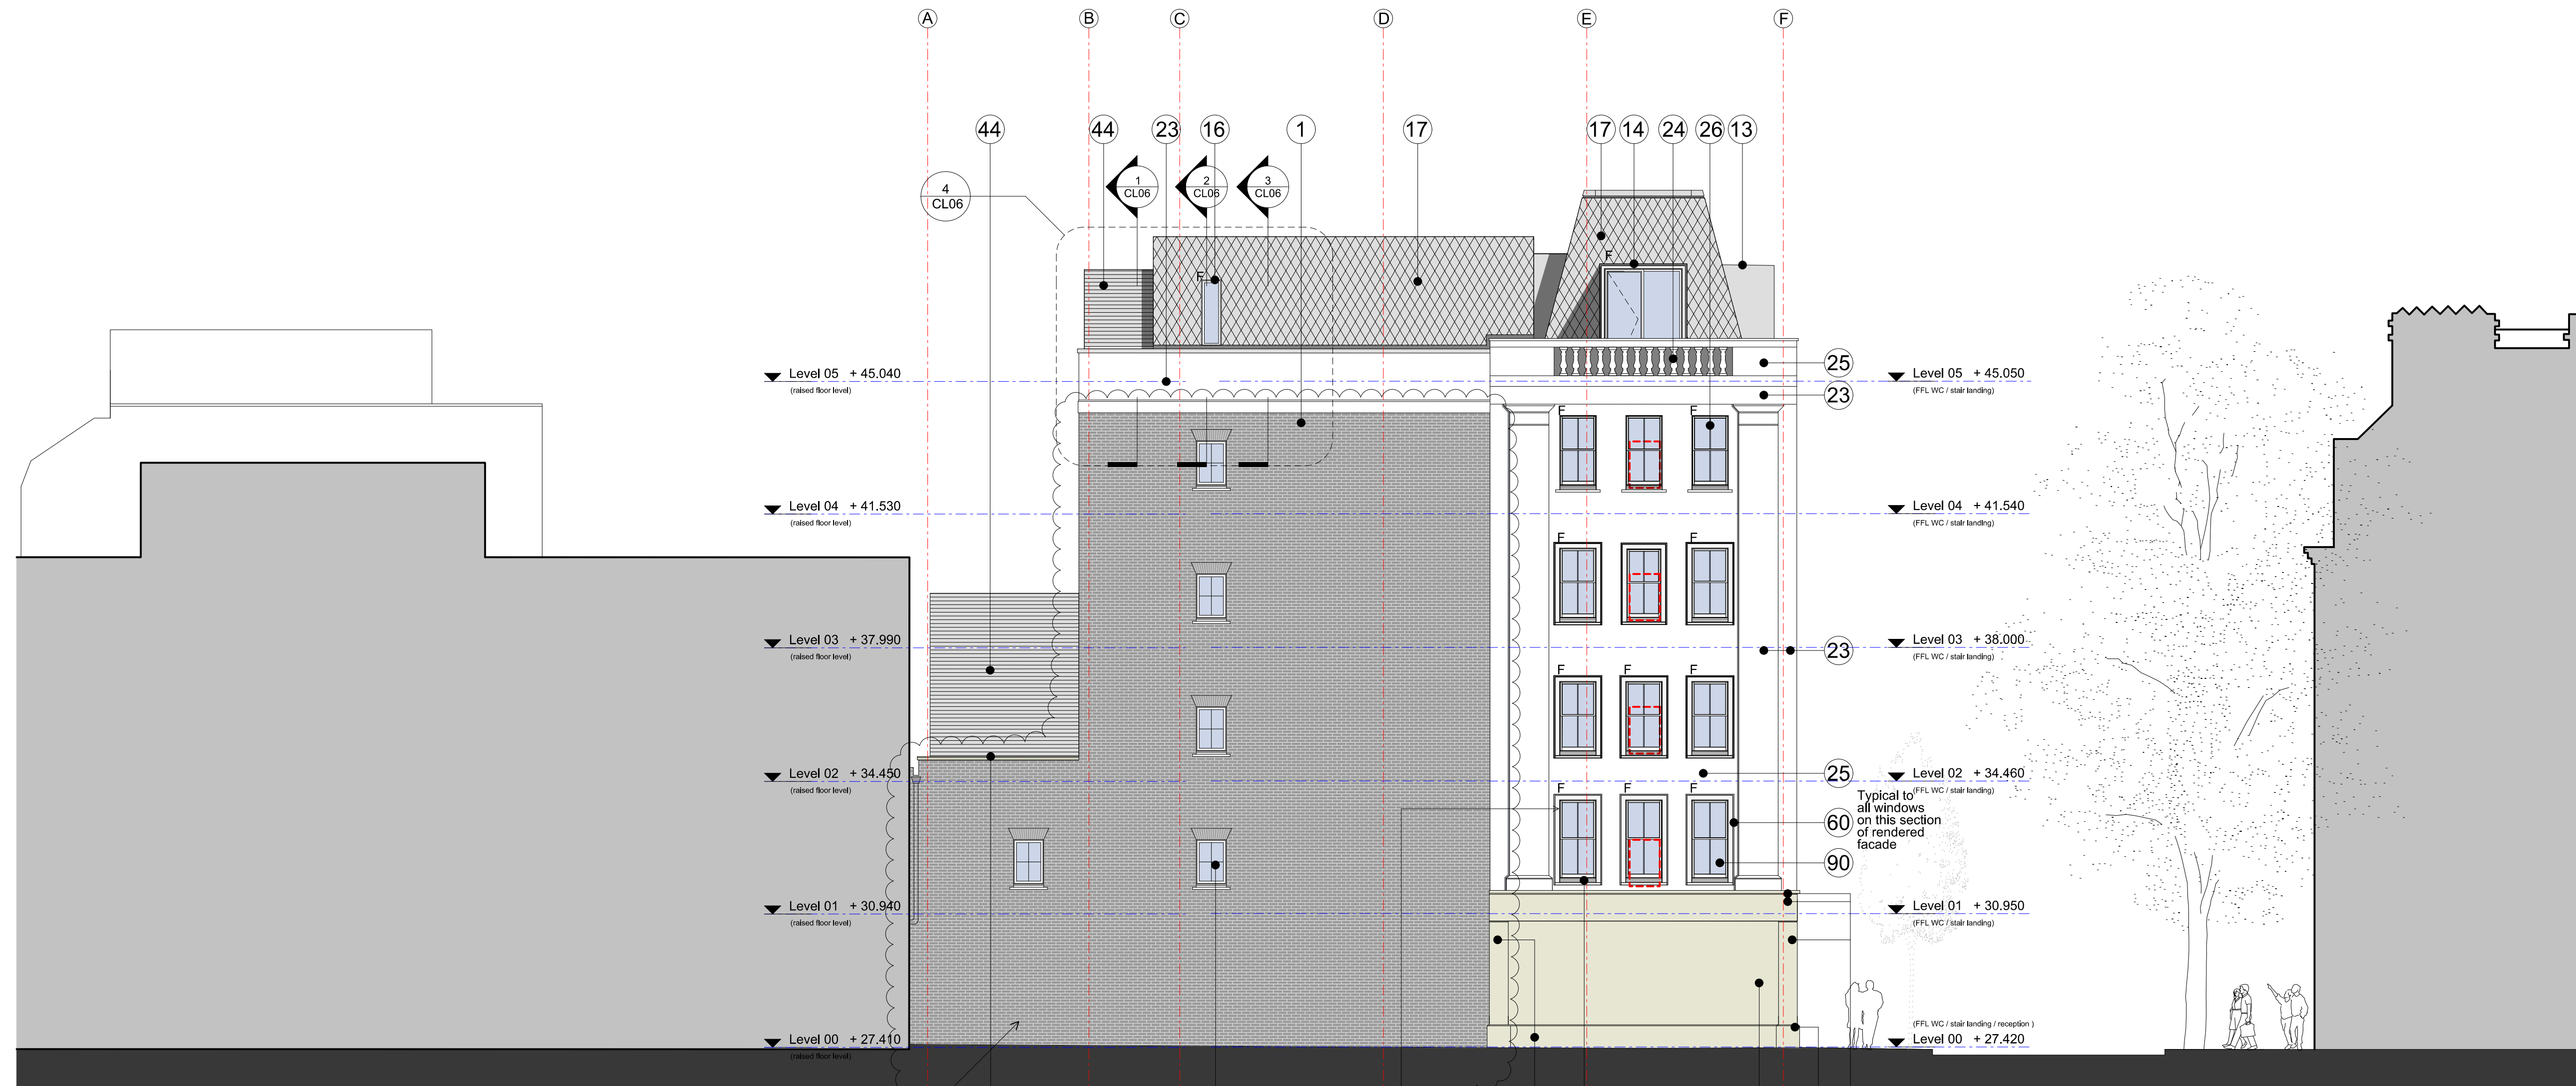 A
B
C
D
E
F
44
44
23
16
1
17
17
14
24
26
13
4
CL06
1
CL06
2
CL06
3
CL06
F
F
25
23
Level 05 + 45.040
(raised floor level)
Level 05 + 45.050
(FFL WC / stair landing)
F
F
Level 04 + 41.530
(raised floor level)
Level 04 + 41.540
(FFL WC / stair landing)
F
F
Level 03 + 37.990
(raised floor level)
23
Level 03 + 38.000
(FFL WC / stair landing)
F
F
F
Level 02 + 34.450
(raised floor level)
25
Level 02 + 34.460
(FFL WC / stair landing)
F
F
F
60
Typical to
all windows
on this section
of rendered
facade
90
Level 01 + 30.940
(raised floor level)
Level 01 + 30.950
(FFL WC / stair landing)
Level 00 + 27.410
(raised floor level)
(FFL WC / stair landing / reception )
Level 00 + 27.420